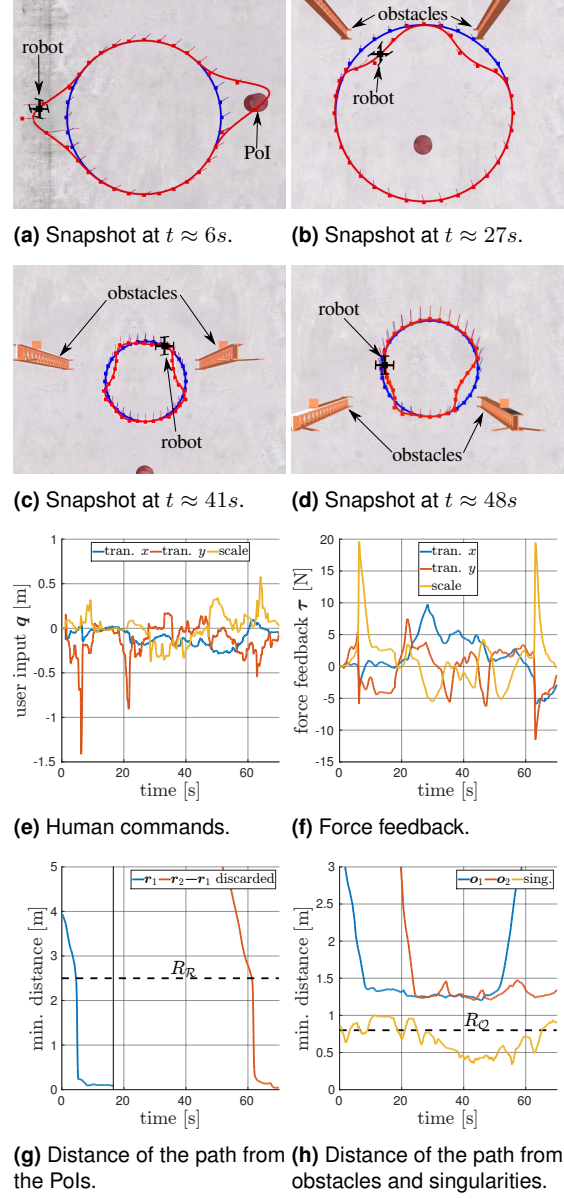 robot
PoI
obstacles
robot
(a) Snapshot at t ≈ 6s.
(b) Snapshot at t ≈ 27s.
obstacles
robot
robot
obstacles
(c) Snapshot at t ≈ 41s.
(d) Snapshot at t ≈ 48s
tran. x tran. y scale
user input q [m]
1
0.5
0
-0.5
-1
-1.5
0 20 40 60
time [s]
tran. x
tran. y
scale
force feedback τ [N]
20
15
10
5
0
-5
-10
-15
0 20 40 60
time [s]
(e) Human commands.
(f) Force feedback.
r1 r2 r1 discarded
min. distance [m]
5
4
3
2
1
0
R_R
0 20 40 60
time [s]
o1 o2 sing.
min. distance [m]
3
2.5
2
1.5
1
0.5
0
R_O
0 20 40 60
time [s]
(g) Distance of the path from
the PoIs.
(h) Distance of the path from
obstacles and singularities.